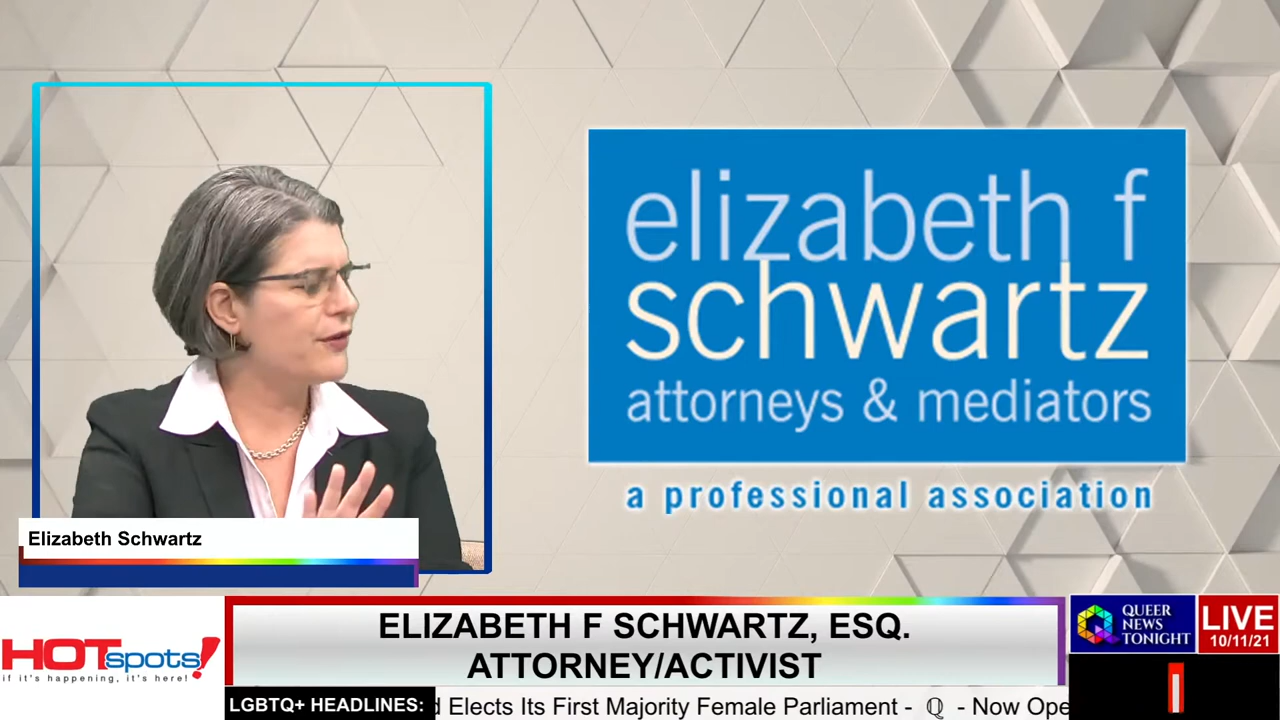 elizabeth f
schwartz
attorneys & mediators
a professional association
Elizabeth Schwartz
ELIZABETH F SCHWARTZ, ESQ.
ATTORNEY/ACTIVIST
HOTspots!
if it's happening, it's here!
QUEER
NEWS
TONIGHT
LIVE
10/11/21
LGBTQ+ HEADLINES:
Elects Its First Majority Female Parliament - Q - Now Ope